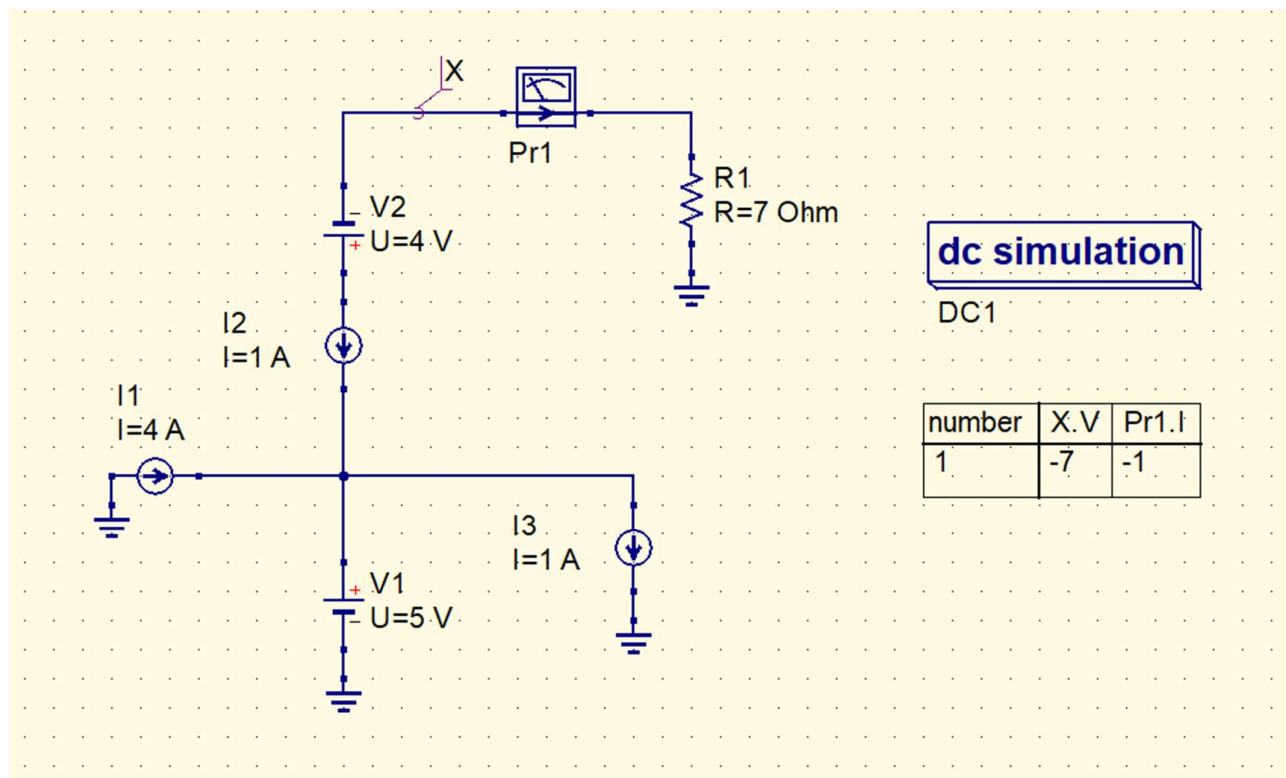 X
Pr1
V2
U=4 V
R1
R=7 Ohm
dc simulation
DC1
I2
I=1 A
I1
I=4 A
number X.V Pr1.I
1 -7 -1
I3
I=1 A
V1
U=5 V